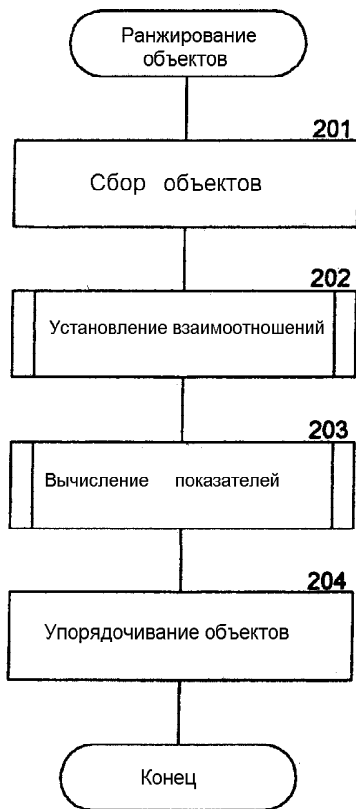 Ранжирование
объектов
201
Сбор объектов
202
Установление взаимоотношений
203
Вычисление показателей
204
Упорядочивание объектов
Конец